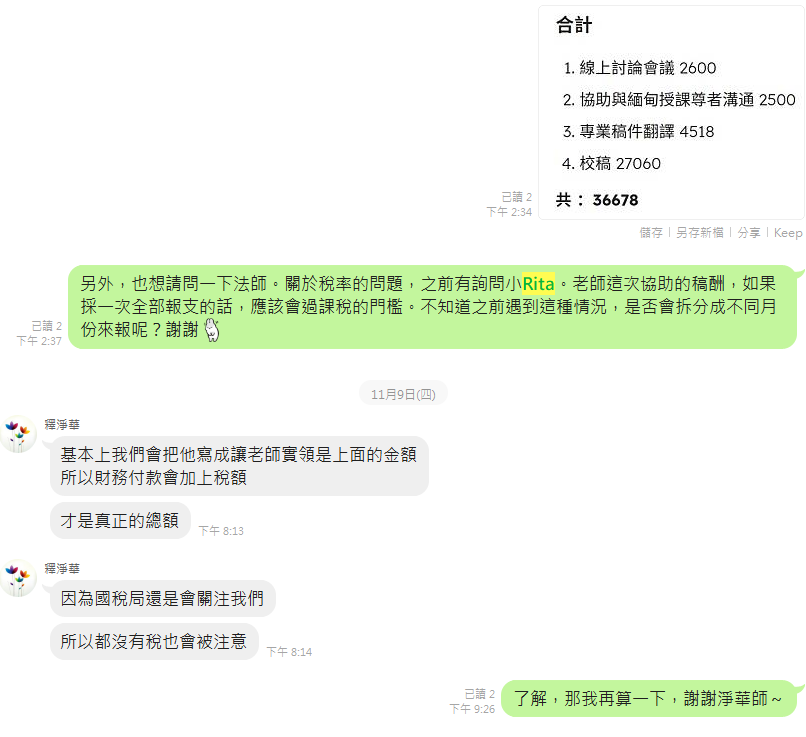 合計
1. 線上討論會議 2600
2. 協助與緬甸授課尊者溝通 2500
3. 專業稿件翻譯 4518
4. 校稿 27060
共： 36678
已讀 2
下午 2:34
儲存｜另存新檔｜分享｜Keep
另外，也想請問一下法師。關於稅率的問題，之前有詢問小Rita。老師這次協助的稿酬，如果
採一次全部報支的話，應該會過課稅的門檻。不知道之前遇到這種情況，是否會拆分成不同月
份來報呢？謝謝
已讀 2
下午 2:37
11月9日(四)
釋淨華
基本上我們會把他寫成讓老師實領是上面的金額
所以財務付款會加上稅額
才是真正的總額
下午 8:13
釋淨華
因為國稅局還是會關注我們
所以都沒有稅也會被注意
下午 8:14
了解，那我再算一下，謝謝淨華師～
已讀 2
下午 9:26